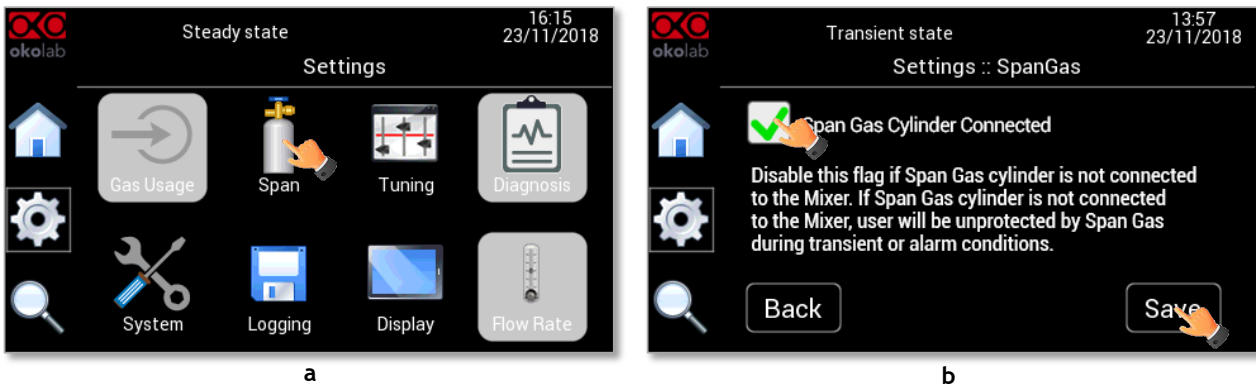 okolab
Steady state
16:15
23/11/2018
Settings
Gas Usage
Span
Tuning
Diagnosis
System
Logging
Display
Flow Rate
a
okolab
Transient state
13:57
23/11/2018
Settings :: SpanGas
Span Gas Cylinder Connected
Disable this flag if Span Gas cylinder is not connected
to the Mixer. If Span Gas cylinder is not connected
to the Mixer, user will be unprotected by Span Gas
during transient or alarm conditions.
Back
Save
b